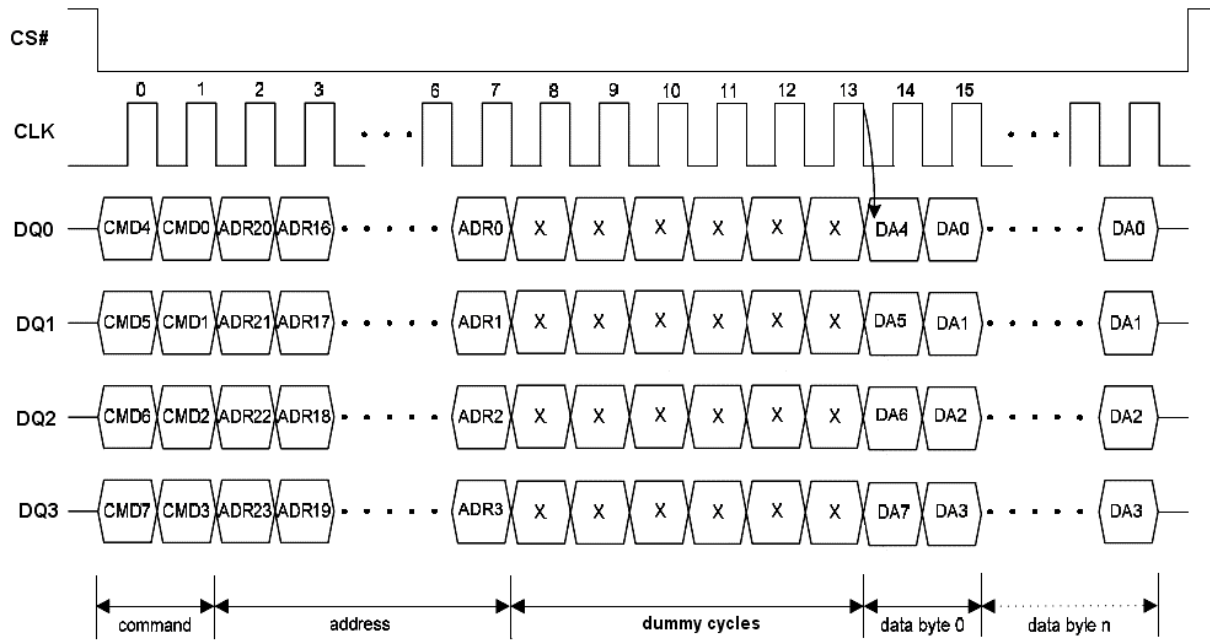 CS#
0 1 2 3 6 7 8 9 10 11 12 13 14 15
CLK
DQ0 CMD4 CMD0 ADR20 ADR16 ADR0 X X X X X X DA4 DA0 DA0
DQ1 CMD5 CMD1 ADR21 ADR17 ADR1 X X X X X X DA5 DA1 DA1
DQ2 CMD6 CMD2 ADR22 ADR18 ADR2 X X X X X X DA6 DA2 DA2
DQ3 CMD7 CMD3 ADR23 ADR19 ADR3 X X X X X X DA7 DA3 DA3
command address dummy cycles data byte 0 data byte n